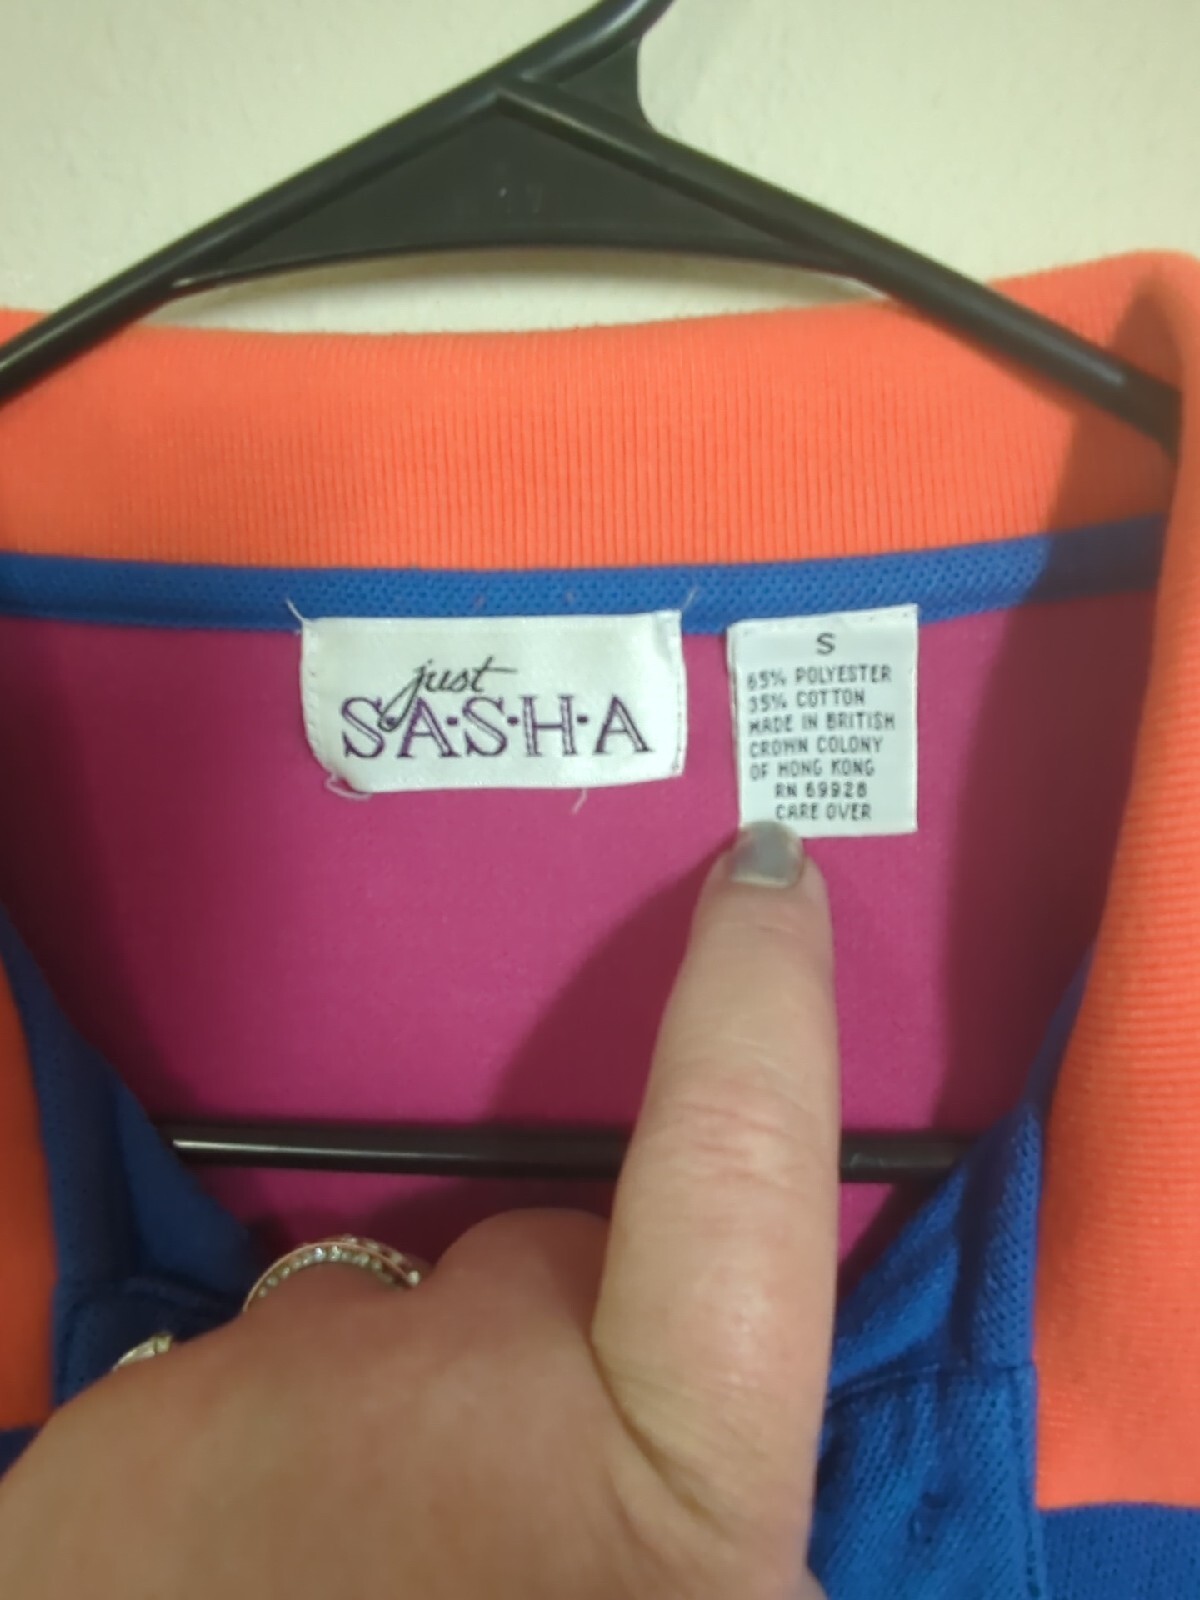 just
S·A·S·H·A
S
65% POLYESTER
35% COTTON
MADE IN BRITISH
CROWN COLONY
OF HONG KONG
RN 69928
CARE OVER